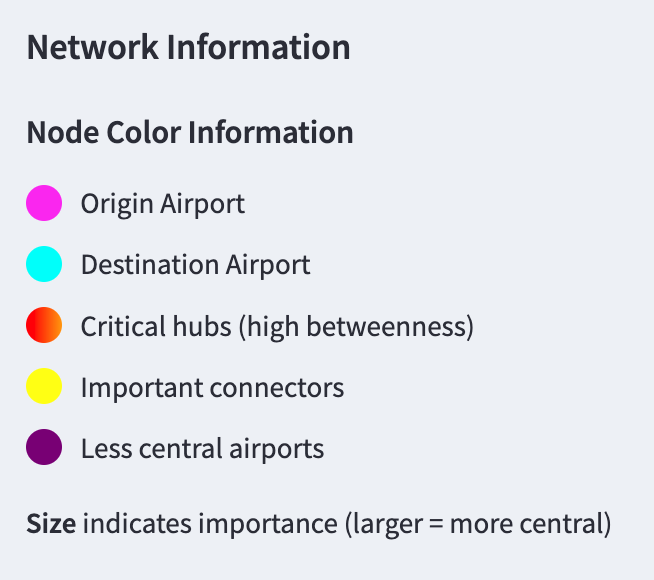 Network Information
Node Color Information
Origin Airport
Destination Airport
Critical hubs (high betweenness)
Important connectors
Less central airports
Size indicates importance (larger = more central)